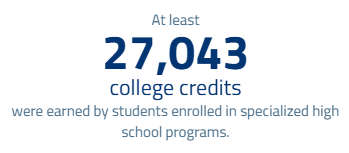 At least
27,043
college credits
were earned by students enrolled in specialized high
school programs.